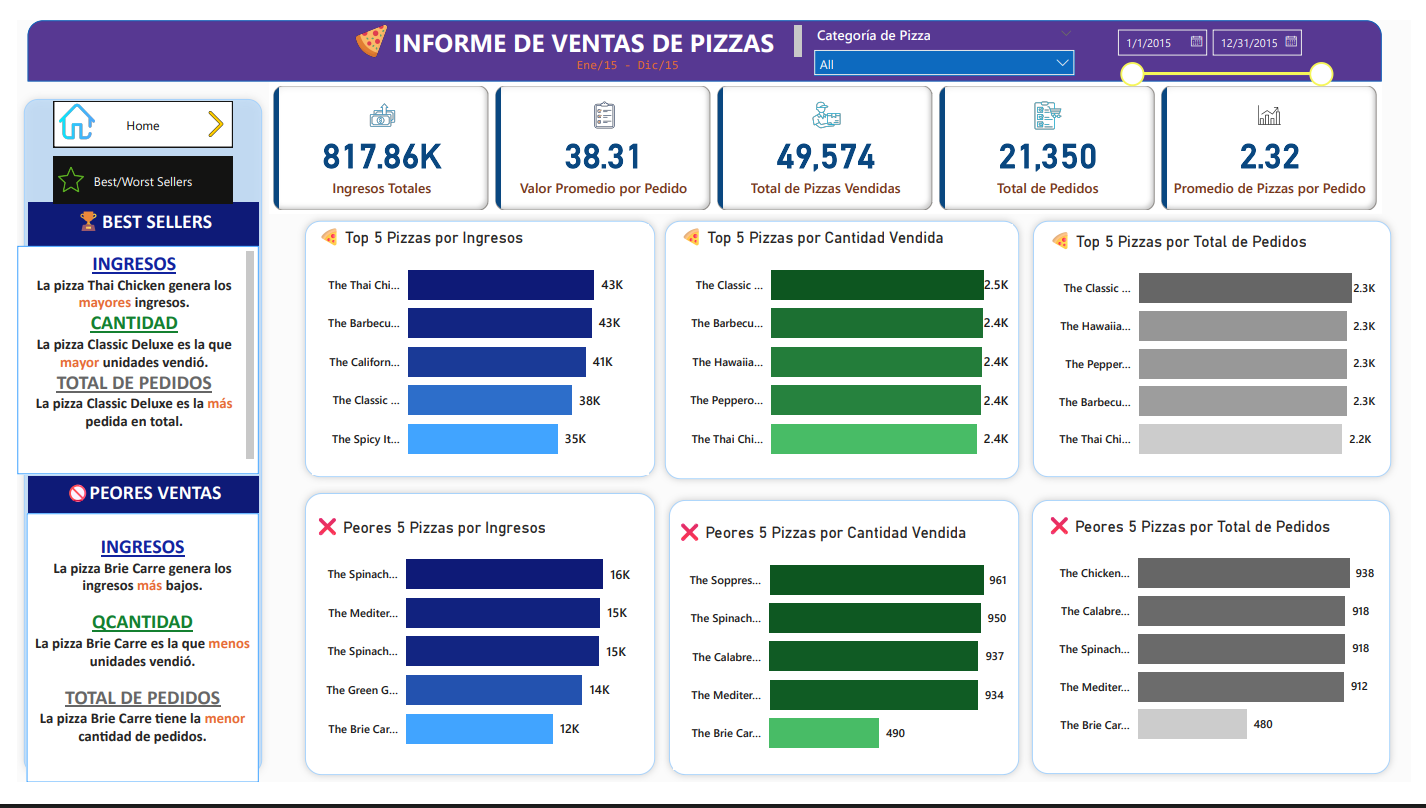 INFORME DE VENTAS DE PIZZAS
Ene/15 - Dic/15
Categoría de Pizza
All
1/1/2015
12/31/2015
Home
Best/Worst Sellers
817.86K
Ingresos Totales
38.31
Valor Promedio por Pedido
49,574
Total de Pizzas Vendidas
21,350
Total de Pedidos
2.32
Promedio de Pizzas por Pedido
BEST SELLERS
INGRESOS
La pizza Thai Chicken genera los
mayores ingresos.
CANTIDAD
La pizza Classic Deluxe es la que
mayor unidades vendió.
TOTAL DE PEDIDOS
La pizza Classic Deluxe es la más
pedida en total.
PEORES VENTAS
INGRESOS
La pizza Brie Carre genera los
ingresos más bajos.
QCANTIDAD
La pizza Brie Carre es la que menos
unidades vendió.
TOTAL DE PEDIDOS
La pizza Brie Carre tiene la menor
cantidad de pedidos.
Top 5 Pizzas por Ingresos
The Thai Chi... 43K
The Barbecu... 43K
The Californ... 41K
The Classic ... 38K
The Spicy It... 35K
Top 5 Pizzas por Cantidad Vendida
The Classic ... 2.5K
The Barbecu... 2.4K
The Hawaiia... 2.4K
The Peppero... 2.4K
The Thai Chi... 2.4K
Top 5 Pizzas por Total de Pedidos
The Classic ... 2.3K
The Hawaiia... 2.3K
The Pepper... 2.3K
The Barbecu... 2.3K
The Thai Chi... 2.2K
Peores 5 Pizzas por Ingresos
The Spinach... 16K
The Mediter... 15K
The Spinach... 15K
The Green G... 14K
The Brie Car... 12K
Peores 5 Pizzas por Cantidad Vendida
The Soppres... 961
The Spinach... 950
The Calabre... 937
The Mediter... 934
The Brie Car... 490
Peores 5 Pizzas por Total de Pedidos
The Chicken... 938
The Calabre... 918
The Spinach... 918
The Mediter... 912
The Brie Car... 480